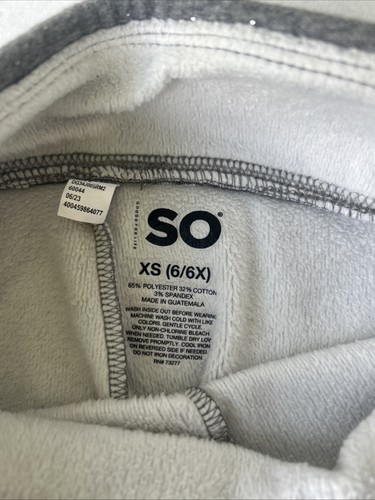 60044
06/23
400459864077
SO
XS (6/6X)
65% POLYESTER 32% COTTON
3% SPANDEX
MADE IN GUATEMALA
WASH INSIDE OUT BEFORE WEARING
MACHINE WASH COLD WITH LIKE
COLORS. GENTLE CYCLE.
ONLY NON-CHLORINE BLEACH
WHEN NEEDED. TUMBLE DRY LOW
REMOVE PROMPTLY. COOL IRON
ON REVERSED SIDE IF NEEDED.
DO NOT IRON DECORATION
RN# 73277